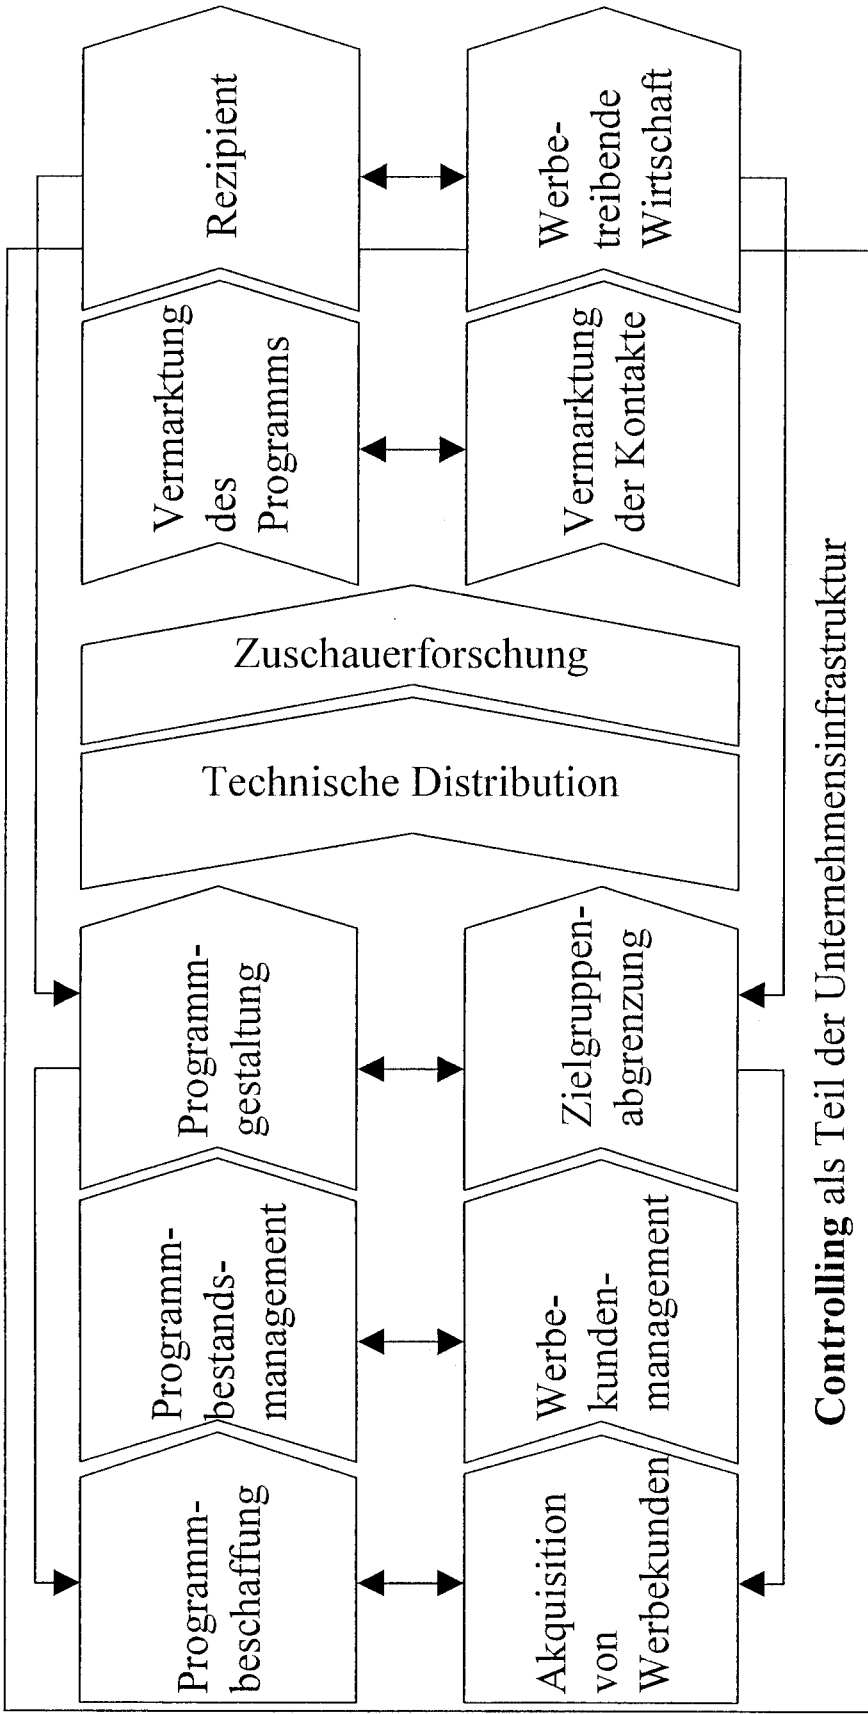 Programm-
beschaffung
Programm-
bestands-
management
Programm-
gestaltung
Technische Distribution
Zuschauerforschung
Vermarktung
des
Programms
Rezipient
Akquisition
von
Werbekunden
Werbe-
kunden-
management
Zielgruppen-
abgrenzung
Vermarktung
der Kontakte
Werbe-
treibende
Wirtschaft
Controlling als Teil der Unternehmensinfrastruktur